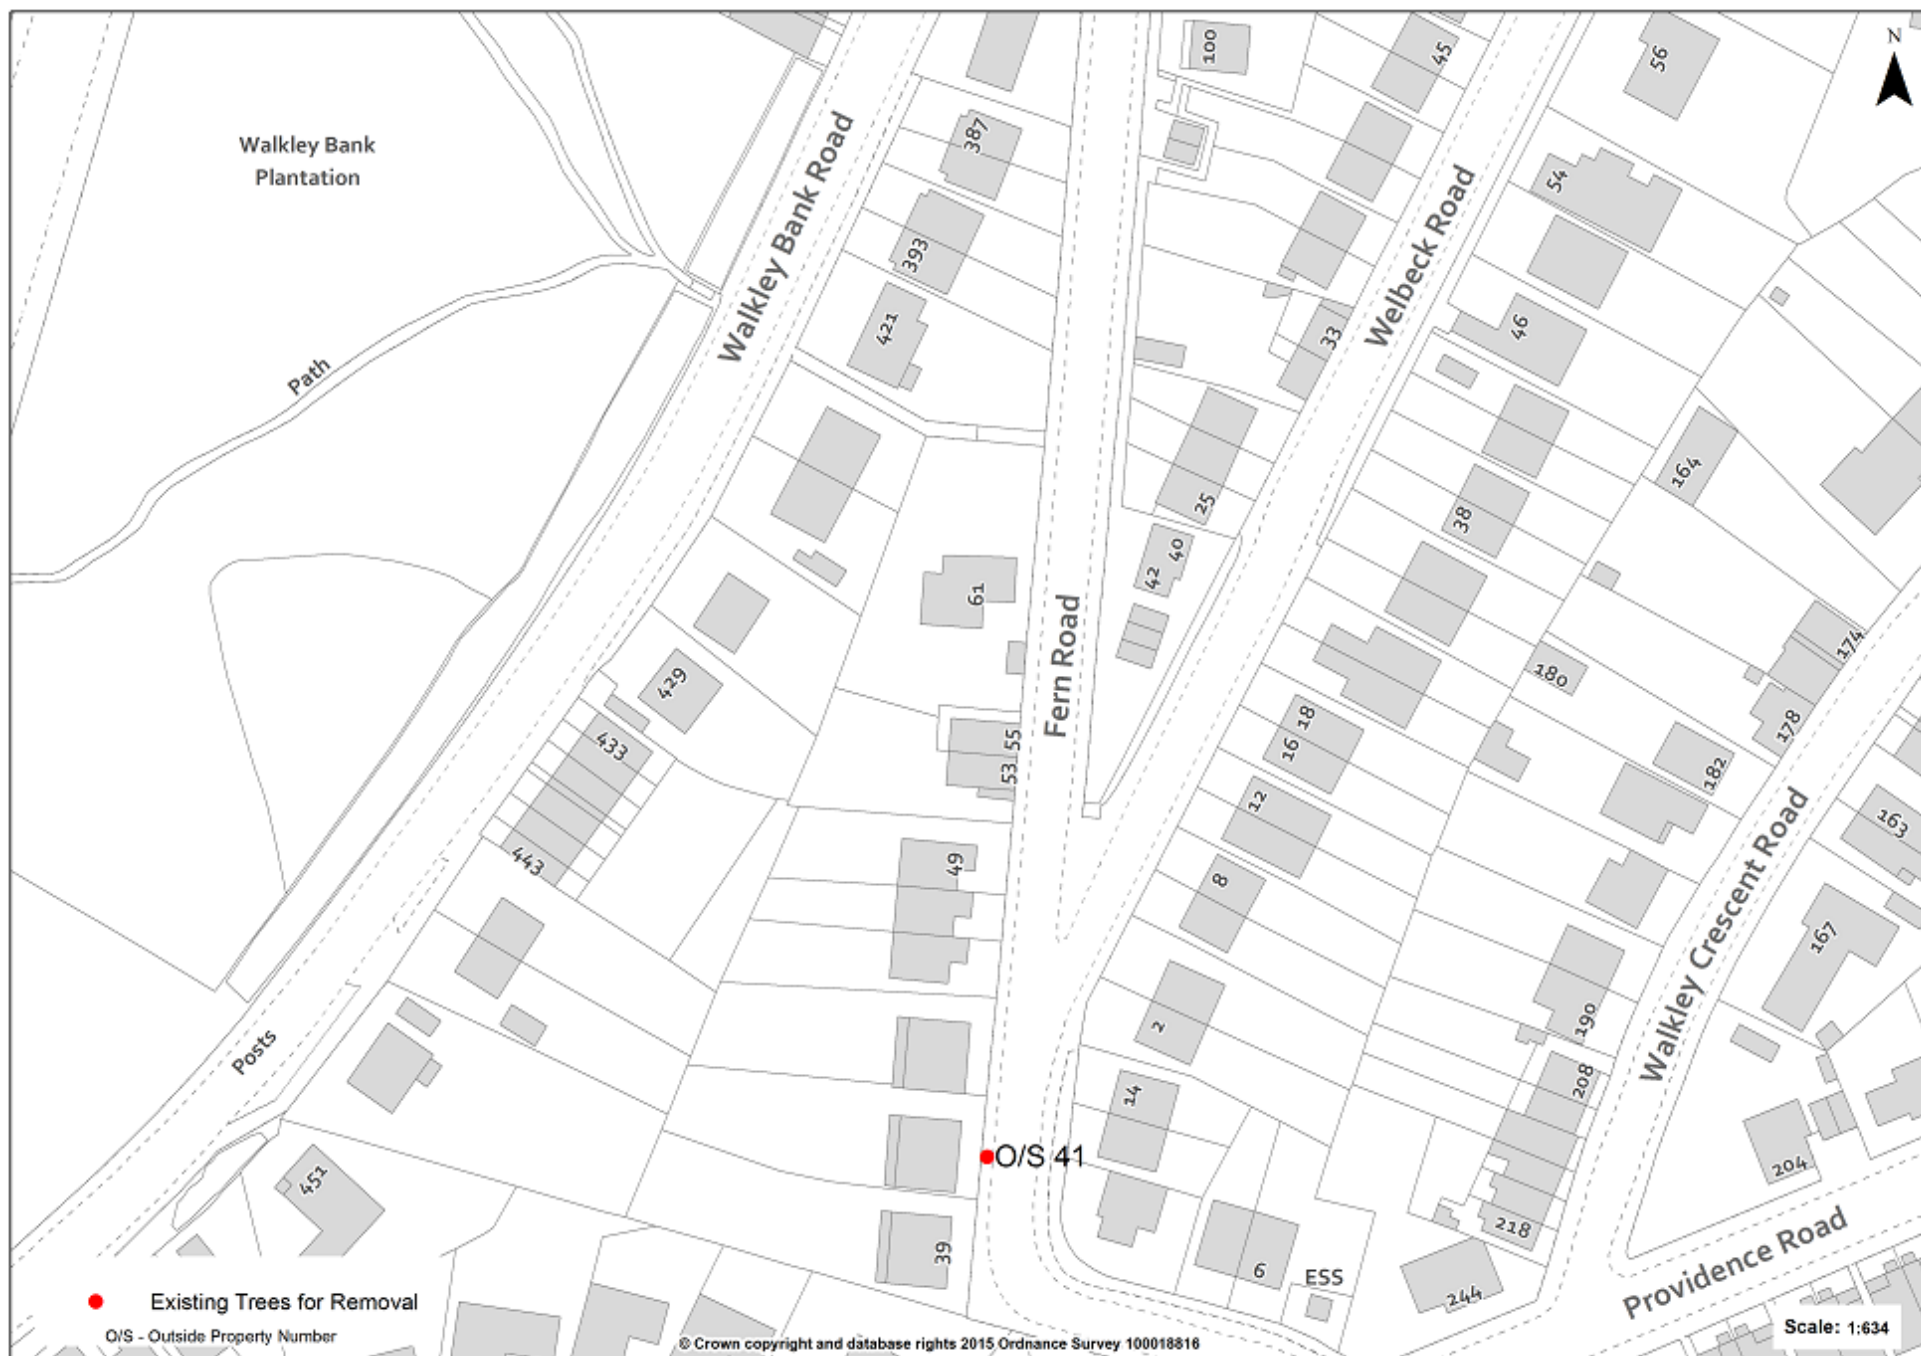 N
100
45
56
Walkley Bank
Plantation
387
Walkley Bank Road
54
393
Welbeck Road
421
33
46
Path
164
25
38
40
42
61
Fern Road
174
429
180
178
18
16
55
53
433
182
12
163
443
49
8
Walkley Crescent Road
167
190
2
Posts
208
14
O/S 41
204
451
218
39
6
ESS
244
Providence Road
Existing Trees for Removal
O/S - Outside Property Number
© Crown copyright and database rights 2015 Ordnance Survey 100018816
Scale: 1:634